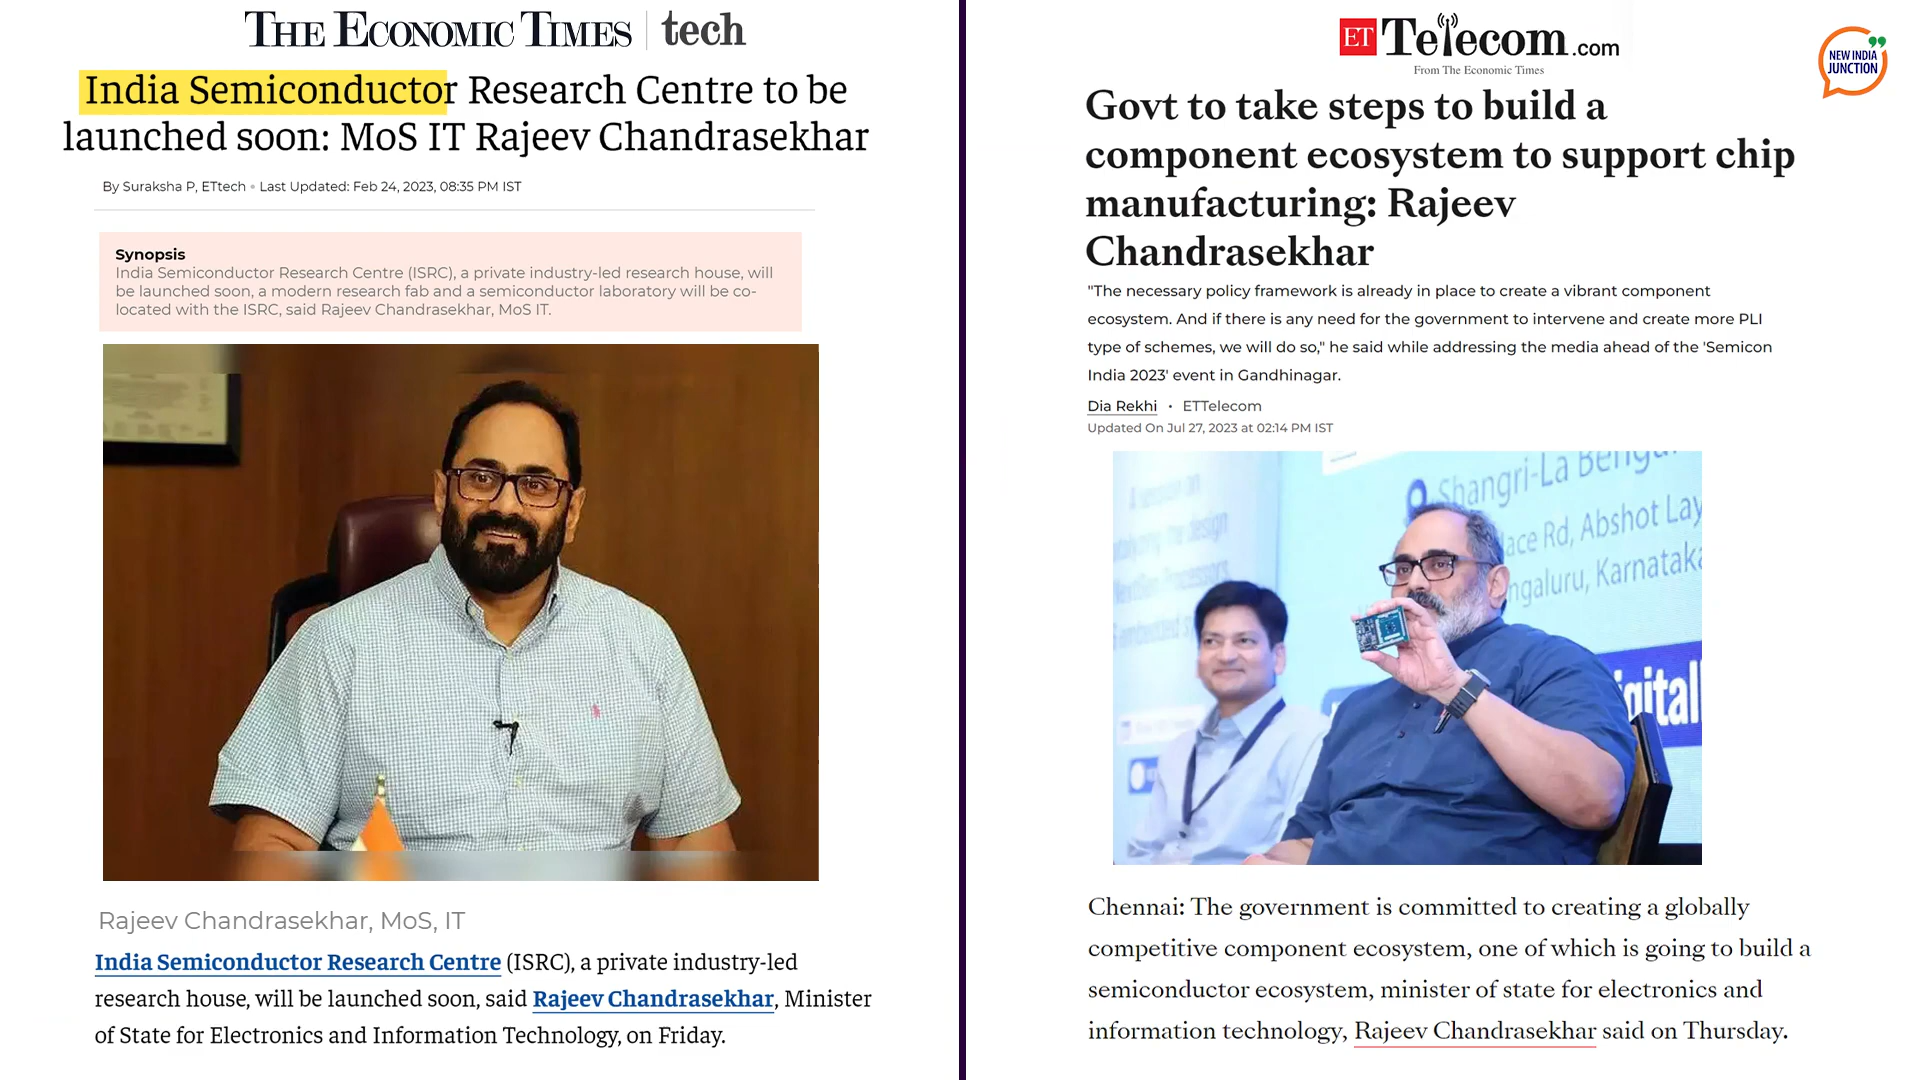 THE ECONOMIC TIMES | tech
India Semiconductor Research Centre to be
launched soon: MoS IT Rajeev Chandrasekhar
By Suraksha P, ETtech • Last Updated: Feb 24, 2023, 08:35 PM IST
Synopsis
India Semiconductor Research Centre (ISRC), a private industry-led research house, will
be launched soon, a modern research fab and a semiconductor laboratory will be co-
located with the ISRC, said Rajeev Chandrasekhar, MoS IT.
Rajeev Chandrasekhar, MoS, IT
India Semiconductor Research Centre (ISRC), a private industry-led
research house, will be launched soon, said Rajeev Chandrasekhar, Minister
of State for Electronics and Information Technology, on Friday.
ET Telecom.com
From The Economic Times
NEW INDIA
JUNCTION
Govt to take steps to build a
component ecosystem to support chip
manufacturing: Rajeev
Chandrasekhar
"The necessary policy framework is already in place to create a vibrant component
ecosystem. And if there is any need for the government to intervene and create more PLI
type of schemes, we will do so," he said while addressing the media ahead of the 'Semicon
India 2023' event in Gandhinagar.
Dia Rekhi • ETTelecom
Updated On Jul 27, 2023 at 02:14 PM IST
Shangri-La
Rd, Abshot
Karnataka
Chennai: The government is committed to creating a globally
competitive component ecosystem, one of which is going to build a
semiconductor ecosystem, minister of state for electronics and
information technology, Rajeev Chandrasekhar said on Thursday.